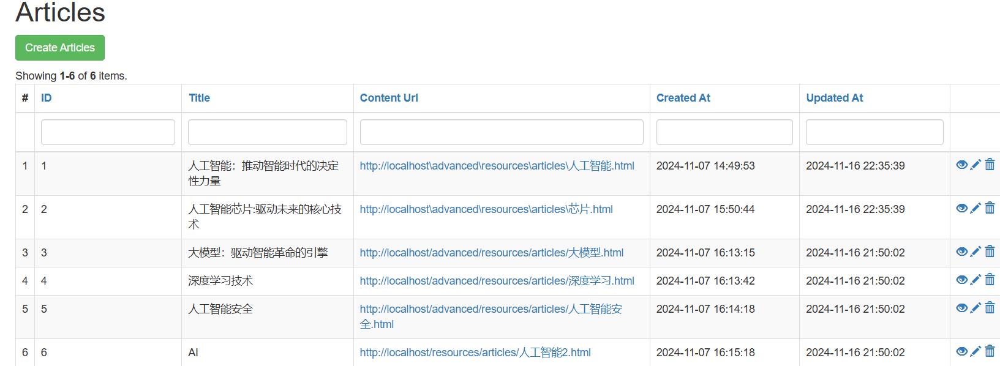 Articles
Create Articles
Showing 1-6 of 6 items.
# ID Title Content Url Created At Updated At
1 1 人工智能：推动智能时代的决定 http://localhost\advanced\resources\articles\人工智能.html 2024-11-07 14:49:53 2024-11-16 22:35:39
性力量
2 2 人工智能芯片:驱动未来的核心技 http://localhost\advanced\resources\articles\芯片.html 2024-11-07 15:50:44 2024-11-16 22:35:39
术
3 3 大模型：驱动智能革命的引擎 http://localhost/advanced/resources/articles/大模型.html 2024-11-07 16:13:15 2024-11-16 21:50:02
4 4 深度学习技术 http://localhost/advanced/resources/articles/深度学习.html 2024-11-07 16:13:42 2024-11-16 21:50:02
5 5 人工智能安全 http://localhost/advanced/resources/articles/人工智能安 2024-11-07 16:14:18 2024-11-16 21:50:02
全.html
6 6 AI http://localhost/resources/articles/人工智能2.html 2024-11-07 16:15:18 2024-11-16 21:50:02